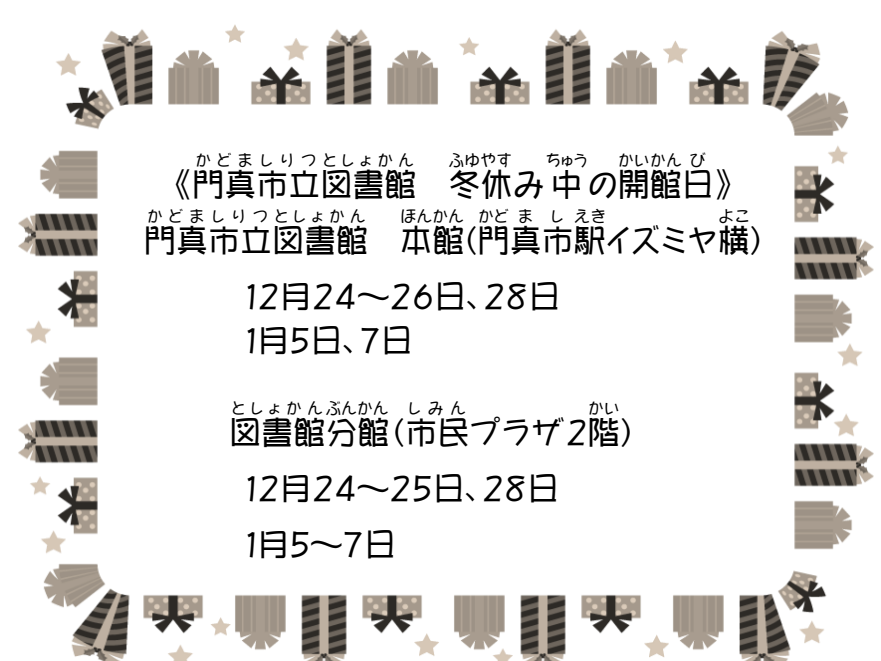 《門真市立図書館　冬休み中の開館日》
門真市立図書館　本館(門真市駅イズミヤ横)
12月24～26日、28日
1月5日、7日
図書館分館(市民プラザ2階)
12月24～25日、28日
1月5～7日